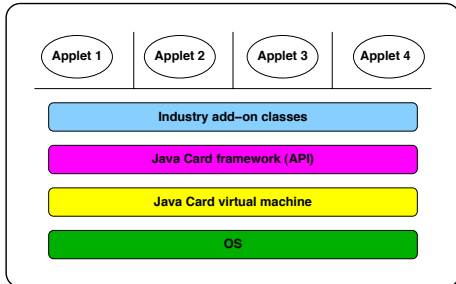 Applet 1 Applet 2 Applet 3 Applet 4
Industry add–on classes
Java Card framework (API)
Java Card virtual machine
OS